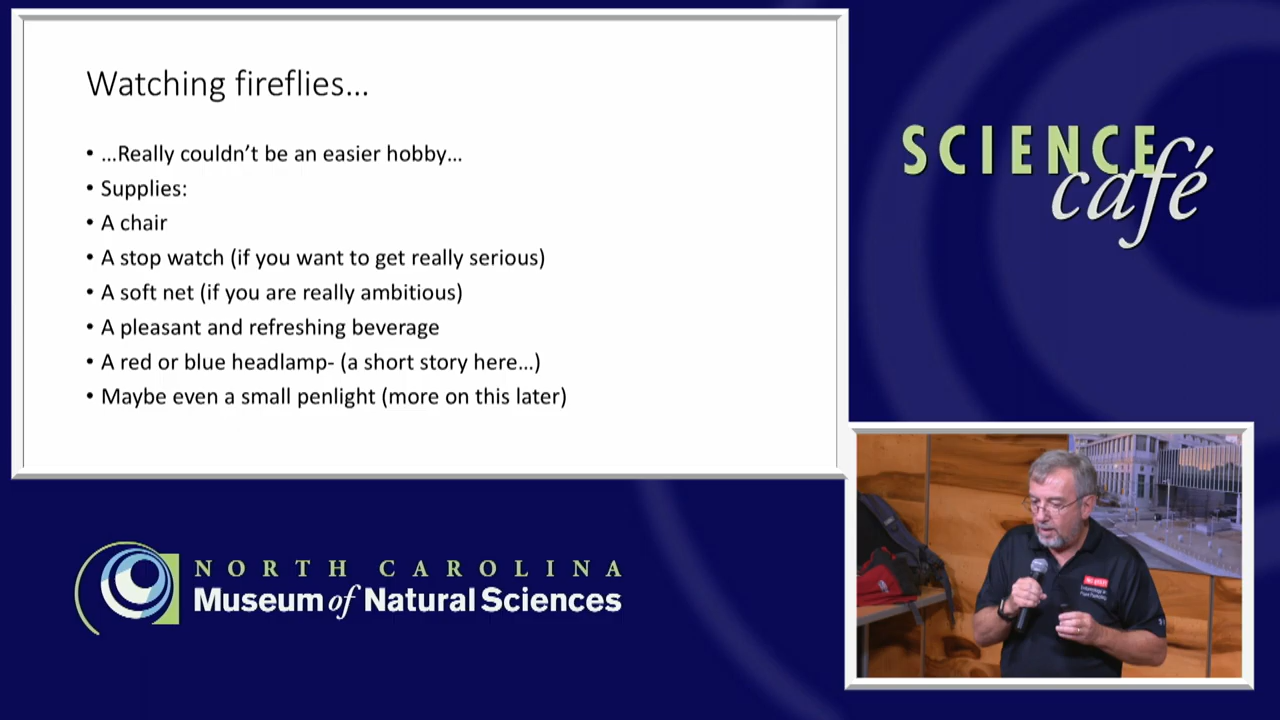 Watching fireflies...
• ...Really couldn't be an easier hobby...
• Supplies:
• A chair
• A stop watch (if you want to get really serious)
• A soft net (if you are really ambitious)
• A pleasant and refreshing beverage
• A red or blue headlamp- (a short story here...)
• Maybe even a small penlight (more on this later)
SCIENCE
café
NORTH CAROLINA
Museum of Natural Sciences